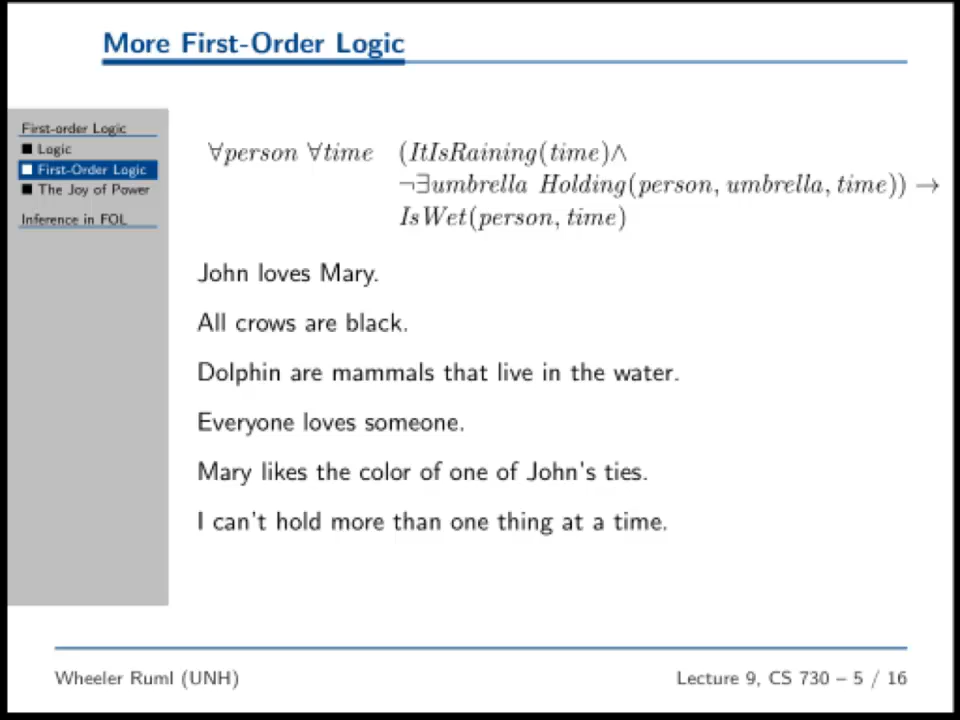 More First-Order Logic
First-order Logic
■ Logic
■ First-Order Logic
■ The Joy of Power
Inference in FOL
∀person ∀time (ItIsRaining(time)∧
¬∃umbrella Holding(person, umbrella, time)) →
IsWet(person, time)
John loves Mary.
All crows are black.
Dolphin are mammals that live in the water.
Everyone loves someone.
Mary likes the color of one of John's ties.
I can't hold more than one thing at a time.
Wheeler Ruml (UNH)
Lecture 9, CS 730 – 5 / 16